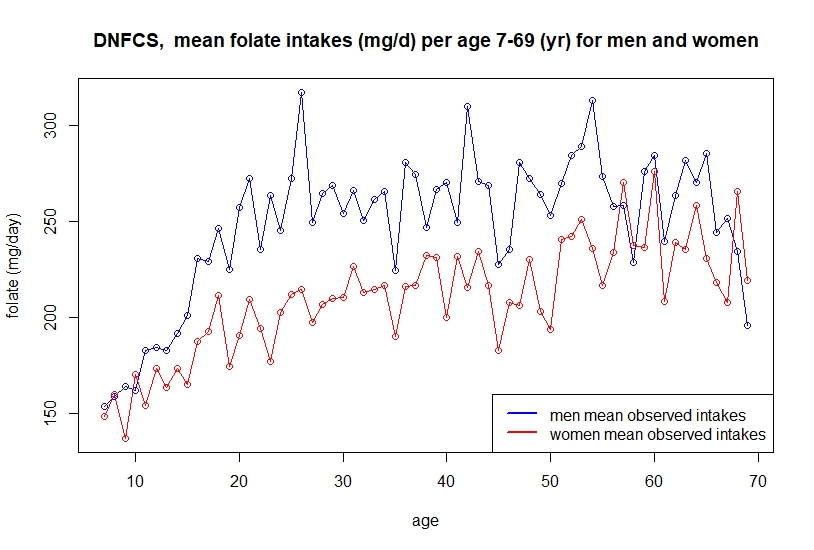 DNFCS,  mean folate intakes (mg/d) per age 7-69 (yr) for men and women
folate (mg/day)
300
250
200
150
men mean observed intakes
women mean observed intakes
10 20 30 40 50 60 70
age